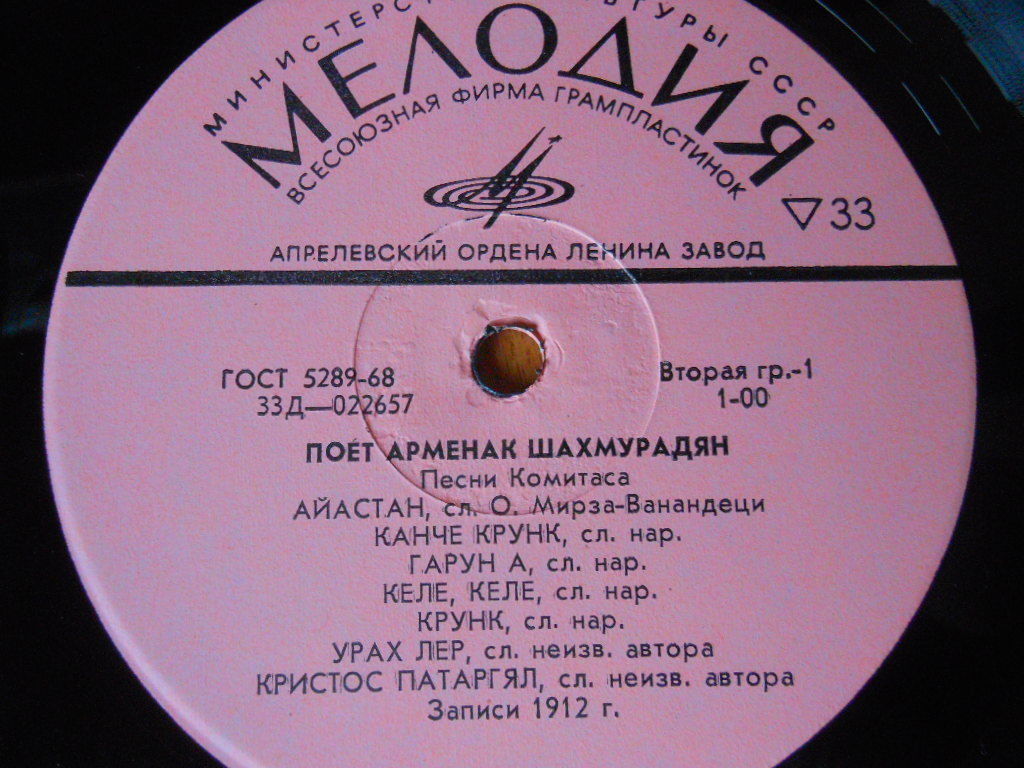 МИНИСТЕРС ЬТУРЫ СССР
МЕЛОДИЯ
ВСЕСОЮЗНАЯ ФИРМА ГРАМПЛАСТИНОК
33
АПРЕЛЕВСКИЙ ОРДЕНА ЛЕНИНА ЗАВОД
ГОСТ 5289-68
Вторая гр.-1
33Д—022657
1-00
ПОЕТ АРМЕНАК ШАХМУРАДЯН
Песни Комитаса
АЙАСТАН, сл. О. Мирза-Ванандеци
КАНЧЕ КРУНК, сл. нар.
ГАРУН А, сл. нар.
КЕЛЕ, КЕЛЕ, сл. нар.
КРУНК, сл. нар.
УРАХ ЛЕР, сл. неизв. автора
КРИСТОС ПАТАРГЯЛ, сл. неизв. автора
Записи 1912 г.